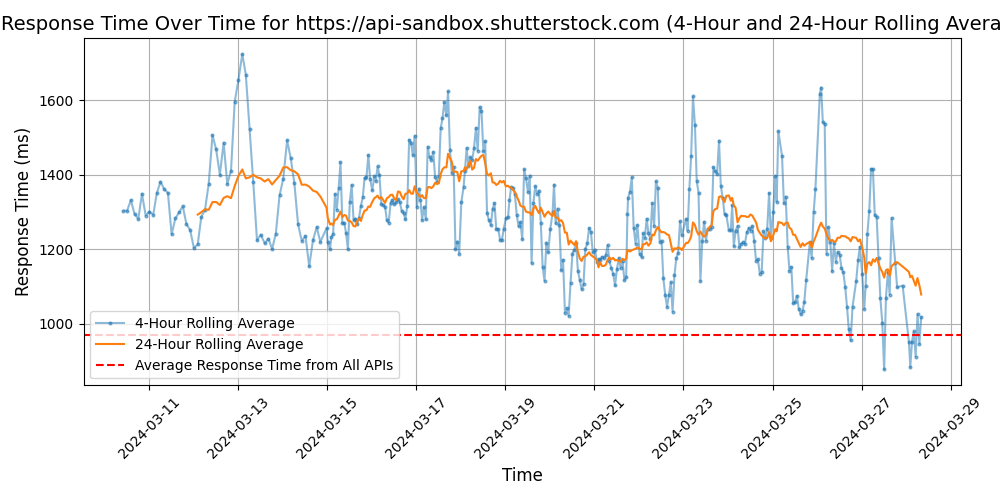 Response Time Over Time for https://api-sandbox.shutterstock.com (4-Hour and 24-Hour Rolling Avera
Response Time (ms)
1600
1400
1200
1000
4-Hour Rolling Average
24-Hour Rolling Average
Average Response Time from All APIs
2024-03-11
2024-03-13
2024-03-15
2024-03-17
2024-03-19
2024-03-21
2024-03-23
2024-03-25
2024-03-27
2024-03-29
Time